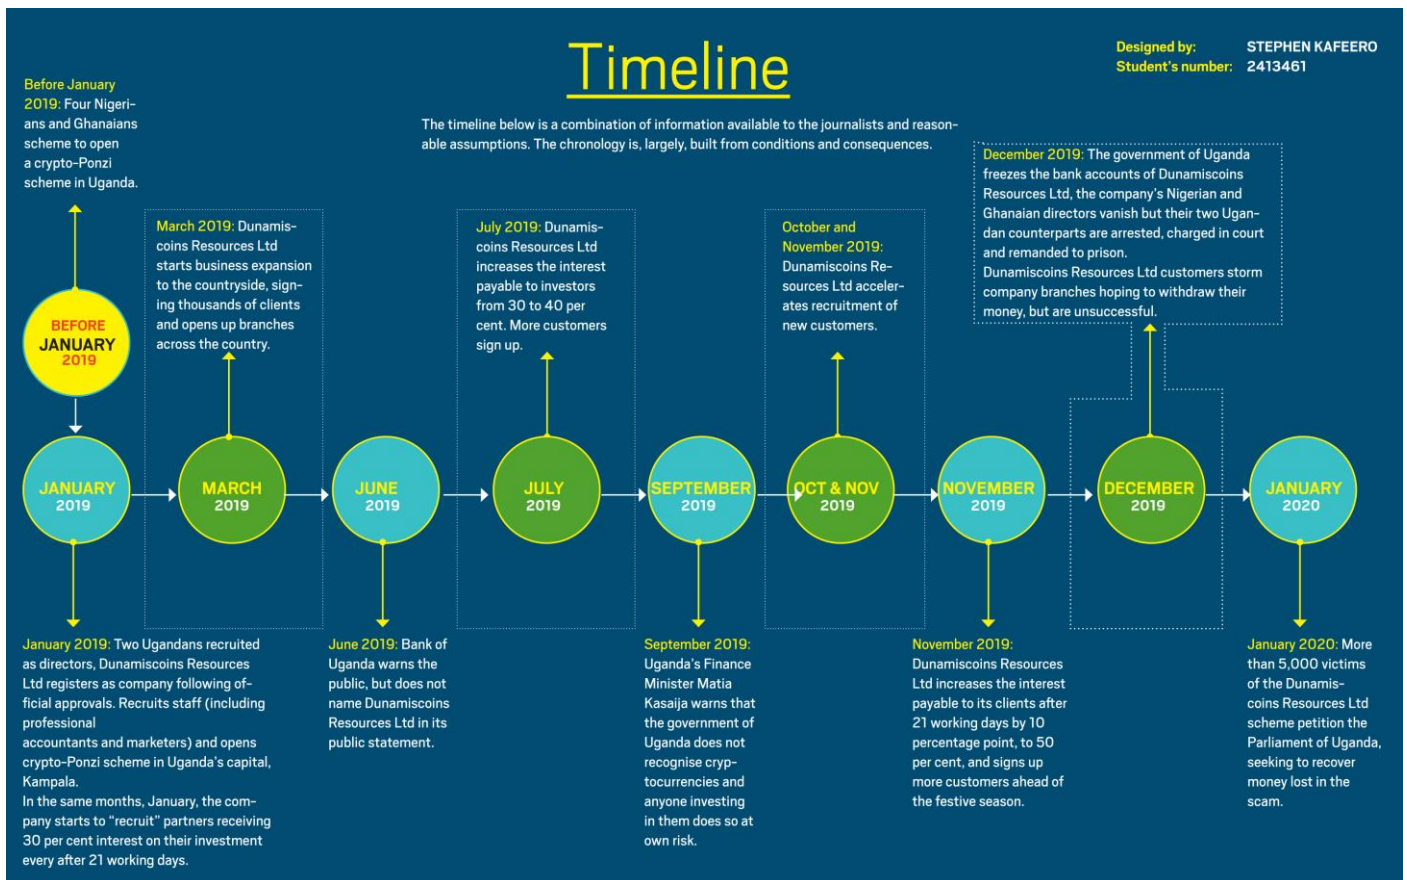 Timeline
Designed by: STEPHEN KAFEERO
Student's number: 2413461
The timeline below is a combination of information available to the journalists and reason-
able assumptions. The chronology is, largely, built from conditions and consequences.
Before January
2019: Four Nigeri-
ans and Ghanaians
scheme to open
a crypto-Ponzi
scheme in Uganda.
March 2019: Dunamis-
coins Resources Ltd
starts business expansion
to the countryside, sign-
ing thousands of clients
and opens up branches
across the country.
July 2019: Dunamis-
coins Resources Ltd
increases the interest
payable to investors
from 30 to 40 per
cent. More customers
sign up.
October and
November 2019:
Dunamiscoins Re-
sources Ltd acceler-
ates recruitment of
new customers.
December 2019: The government of Uganda
freezes the bank accounts of Dunamiscoins
Resources Ltd, the company's Nigerian and
Ghanaian directors vanish but their two Ugan-
dan counterparts are arrested, charged in court
and remanded to prison.
Dunamiscoins Resources Ltd customers storm
company branches hoping to withdraw their
money, but are unsuccessful.
BEFORE
JANUARY
2019
JANUARY
2019
MARCH
2019
JUNE
2019
JULY
2019
SEPTEMBER
2019
OCT & NOV
2019
NOVEMBER
2019
DECEMBER
2019
JANUARY
2020
January 2019: Two Ugandans recruited
as directors, Dunamiscoins Resources
Ltd registers as company following of-
ficial approvals. Recruits staff (including
professional
accountants and marketers) and opens
crypto-Ponzi scheme in Uganda's capital,
Kampala.
In the same months, January, the com-
pany starts to "recruit" partners receiving
30 per cent interest on their investment
every after 21 working days.
June 2019: Bank of
Uganda warns the
public, but does not
name Dunamiscoins
Resources Ltd in its
public statement.
September 2019:
Uganda's Finance
Minister Matia
Kasaija warns that
the government of
Uganda does not
recognise cryp-
tocurrencies and
anyone investing
in them does so at
own risk.
November 2019:
Dunamiscoins Resources
Ltd increases the interest
payable to its clients after
21 working days by 10
percentage point, to 50
per cent, and signs up
more customers ahead of
the festive season.
January 2020: More
than 5,000 victims
of the Dunamis-
coins Resources Ltd
scheme petition the
Parliament of Uganda,
seeking to recover
money lost in the
scam.